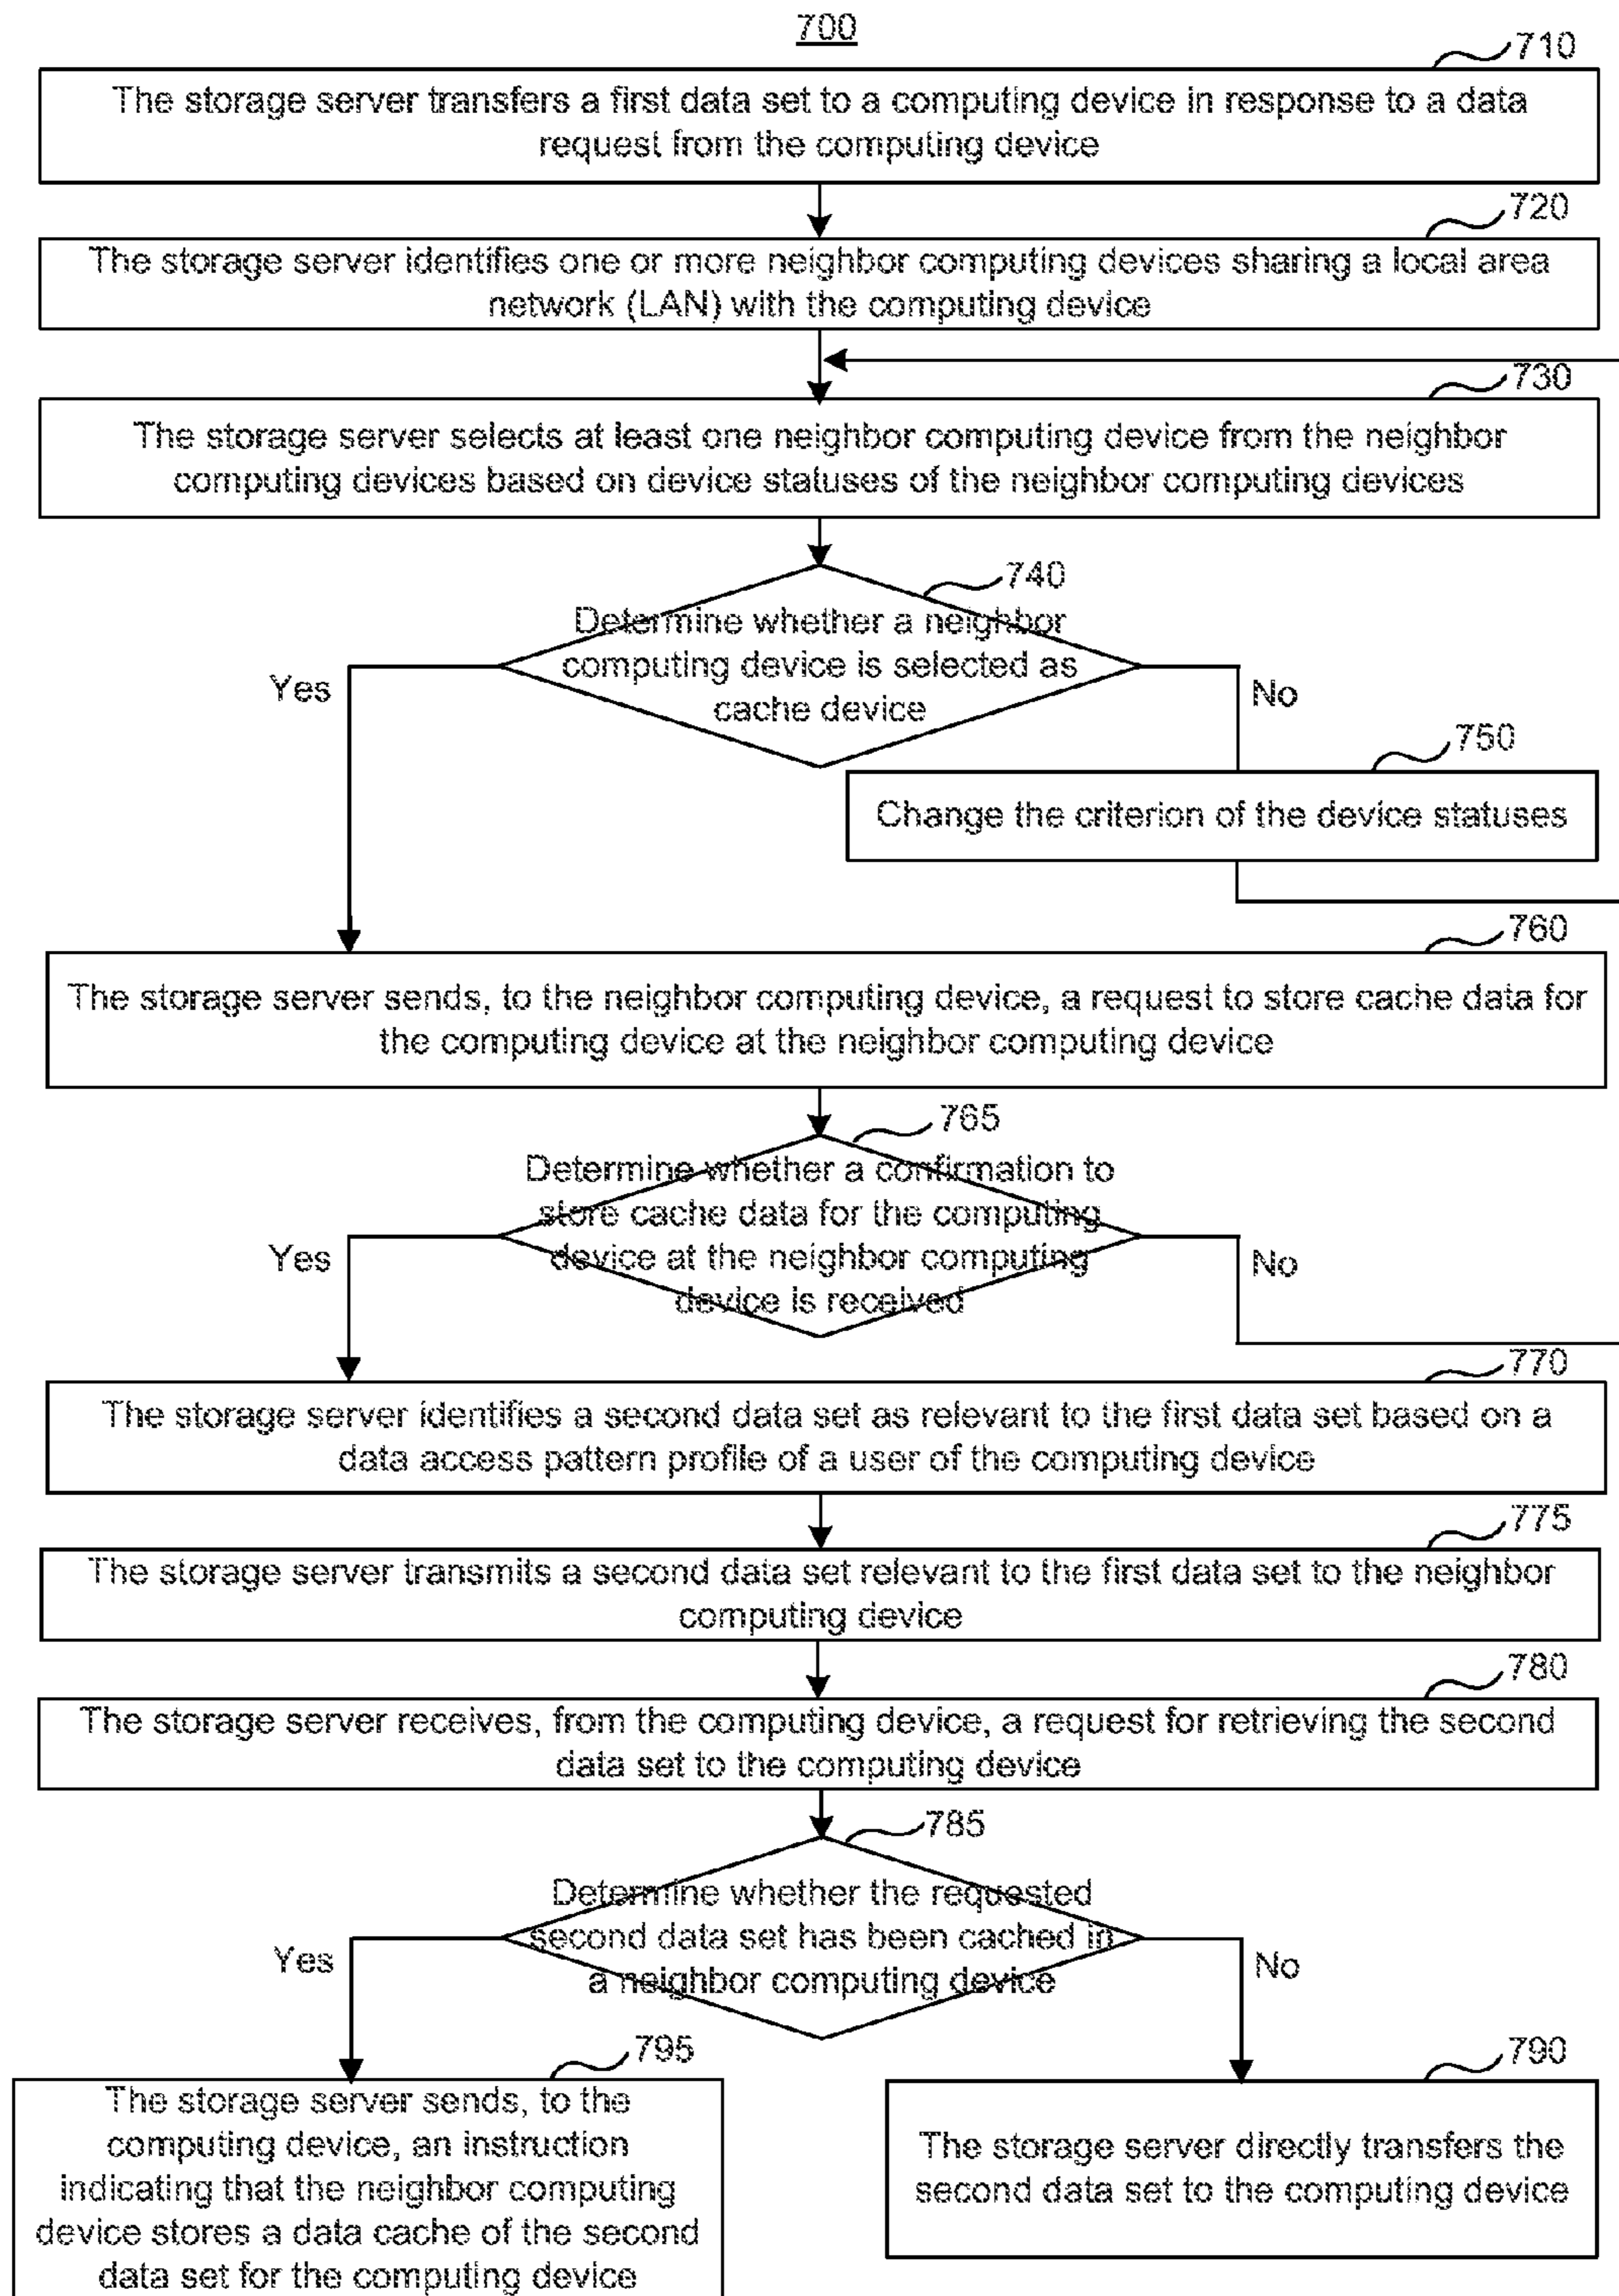 700
710
The storage server transfers a first data set to a computing device in response to a data
request from the computing device
720
The storage server identifies one or more neighbor computing devices sharing a local area
network (LAN) with the computing device
730
The storage server selects at least one neighbor computing device from the neighbor
computing devices based on device statuses of the neighbor computing devices
740
Determine whether a neighbor
computing device is selected as
cache device
Yes
No
750
Change the criterion of the device statuses
760
The storage server sends, to the neighbor computing device, a request to store cache data for
the computing device at the neighbor computing device
765
Determine whether a confirmation to
store cache data for the computing
device at the neighbor computing
device is received
Yes
No
770
The storage server identifies a second data set as relevant to the first data set based on a
data access pattern profile of a user of the computing device
775
The storage server transmits a second data set relevant to the first data set to the neighbor
computing device
780
The storage server receives, from the computing device, a request for retrieving the second
data set to the computing device
785
Determine whether the requested
second data set has been cached in
a neighbor computing device
Yes
No
795
The storage server sends, to the
computing device, an instruction
indicating that the neighbor computing
device stores a data cache of the second
data set for the computing device
790
The storage server directly transfers the
second data set to the computing device